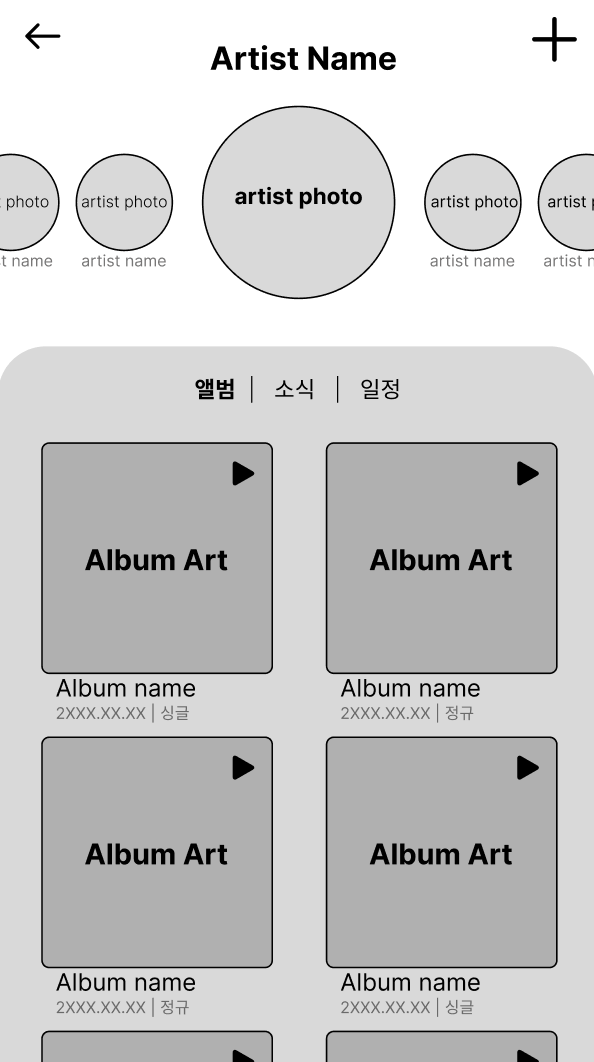 Artist Name
artist photo
t photo
artist photo
artist photo
artist p
st name
artist name
artist name
artist n
앨범 | 소식 | 일정
Album Art
Album Art
Album name
Album name
2XXX.XX.XX | 싱글
2XXX.XX.XX | 정규
Album Art
Album Art
Album name
Album name
2XXX.XX.XX | 정규
2XXX.XX.XX | 싱글